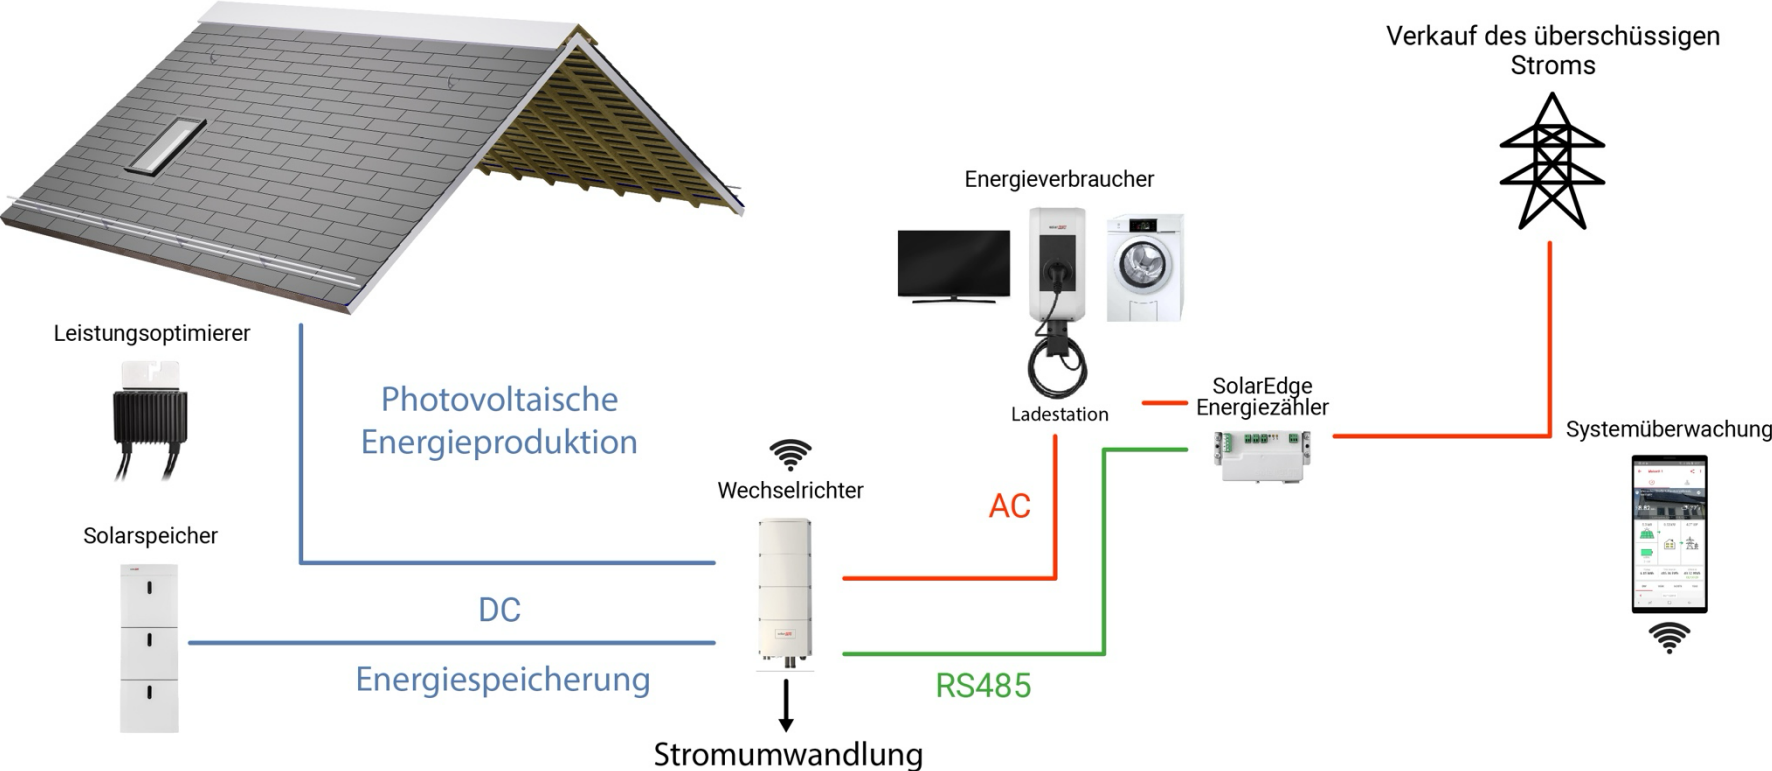 Verkauf des überschüssigen
Stroms
Energieverbraucher
Leistungsoptimierer
Photovoltaische
Energieproduktion
SolarEdge
Energiezähler
Ladestation
Systemüberwachung
Wechselrichter
AC
Solarspeicher
DC
Energiespeicherung
RS485
Stromumwandlung